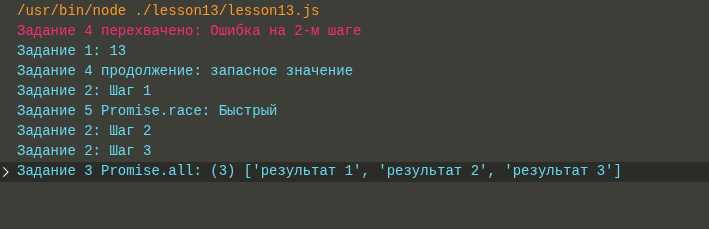 /usr/bin/node ./lesson13/lesson13.js
Задание 4 перехвачено: Ошибка на 2-м шаге
Задание 1: 13
Задание 4 продолжение: запасное значение
Задание 2: Шаг 1
Задание 5 Promise.race: Быстрый
Задание 2: Шаг 2
Задание 2: Шаг 3
Задание 3 Promise.all: (3) ['результат 1', 'результат 2', 'результат 3']